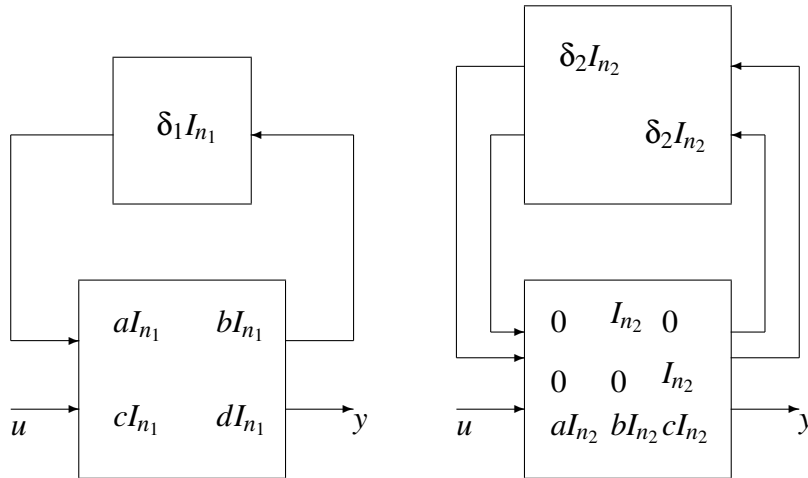 δ₁Iₙ₁
aIₙ₁ bIₙ₁
cIₙ₁ dIₙ₁
u
y
δ₂Iₙ₂
δ₂Iₙ₂
0 Iₙ₂ 0
0 0 Iₙ₂
aIₙ₂ bIₙ₂ cIₙ₂
u
y